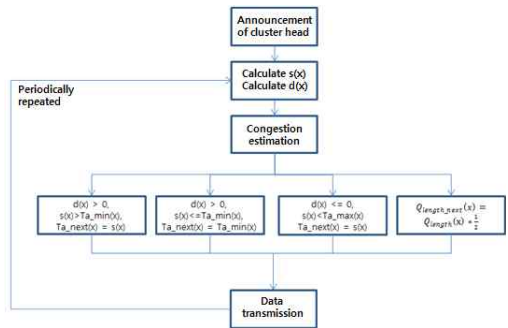 Announcement
of cluster head
Periodically
repeated
Calculate s(x)
Calculate d(x)
Congestion
estimation
d(x) > 0,
s(x)>Ta_min(x),
Ta_next(x) = s(x)
d(x) > 0,
s(x)<=Ta_min(x),
Ta_next(x) = Ta_min(x)
d(x) <= 0,
s(x)<Ta_max(x)
Ta_next(x) = s(x)
Q_length_next(x) =
Q_length(x) * 1/2
Data
transmission